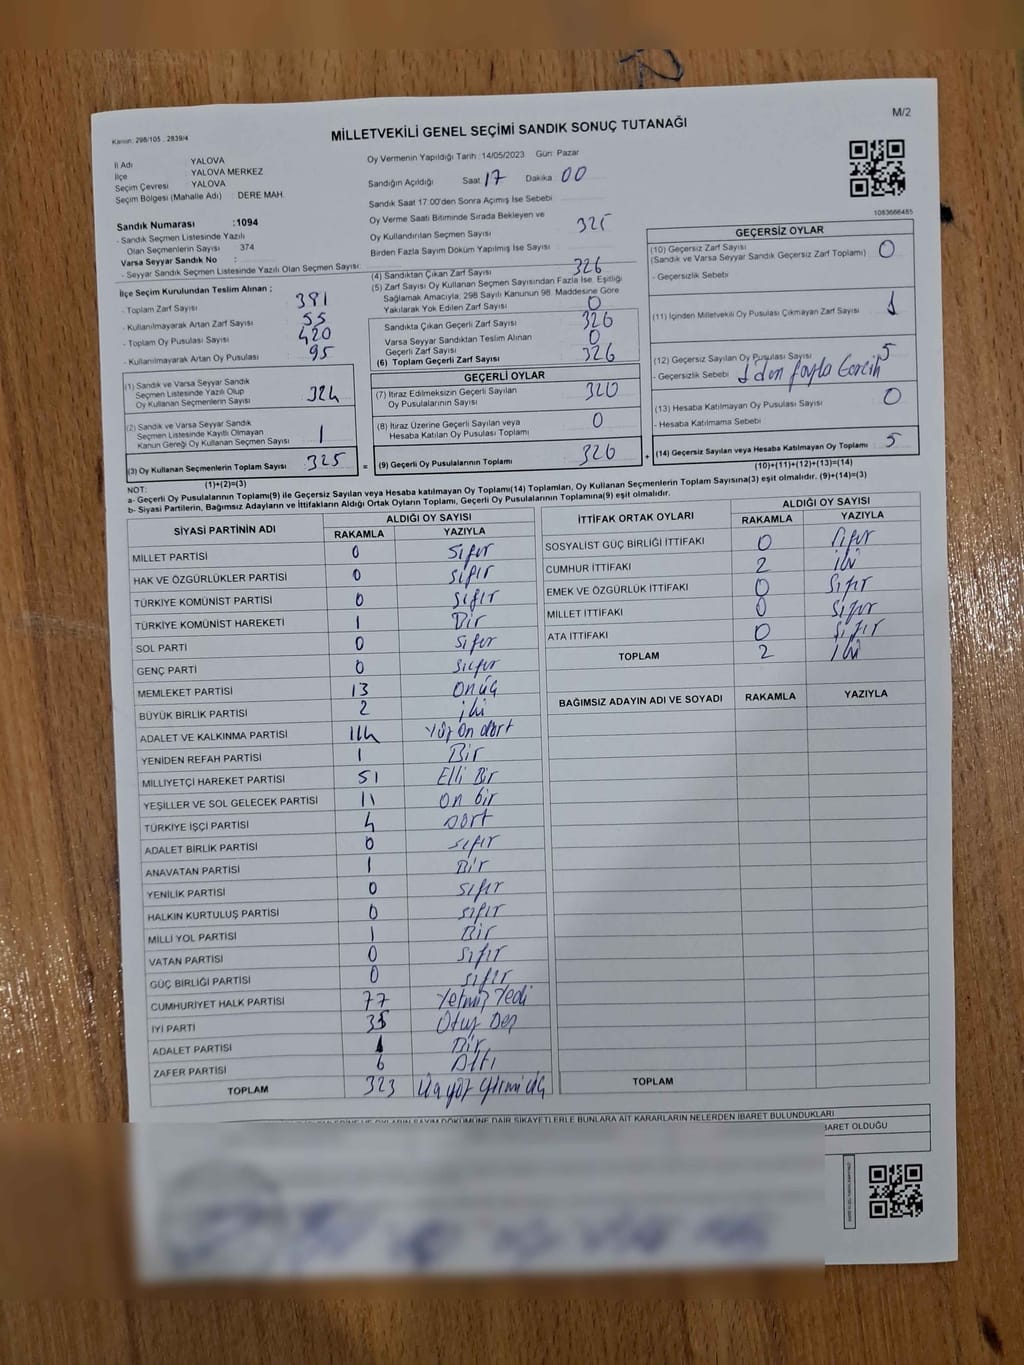 Kanun: 298/105 , 2839/4
MİLLETVEKİLİ GENEL SEÇİMİ SANDIK SONUÇ TUTANAĞI
M/2
İl Adı : YALOVA
İlçe : YALOVA MERKEZ
Seçim Çevresi : YALOVA
Seçim Bölgesi (Mahalle Adı) : DERE MAH.
Sandık Numarası :1094
- Sandık Seçmen Listesinde Yazılı
Olan Seçmenlerin Sayısı : 374
Varsa Seyyar Sandık No :
- Seyyar Sandık Seçmen Listesinde Yazılı Olan Seçmen Sayısı:
İlçe Seçim Kurulundan Teslim Alınan ;
- Toplam Zarf Sayısı : 381
- Kullanılmayarak Artan Zarf Sayısı : 55
- Toplam Oy Pusulası Sayısı : 420
- Kullanılmayarak Artan Oy Pusulası : 95
(1) Sandık ve Varsa Seyyar Sandık
Seçmen Listesinde Yazılı Olup
Oy Kullanan Seçmenlerin Sayısı : 324
(2) Sandık ve Varsa Seyyar Sandık
Seçmen Listesinde Kayıtlı Olmayan
Kanun Gereği Oy Kullanan Seçmen Sayısı : 1
(3) Oy Kullanan Seçmenlerin Toplam Sayısı : 325
(1)+(2)=(3)
Oy Vermenin Yapıldığı Tarih :14/05/2023 Gün: Pazar
Sandığın Açıldığı Saat 17 Dakika 00
Sandık Saat 17:00'den Sonra Açılmış İse Sebebi
Oy Verme Saati Bitiminde Sırada Bekleyen ve
Oy Kullandırılan Seçmen Sayısı : 325
Birden Fazla Sayım Döküm Yapılmış İse Sayısı :
(4) Sandıktan Çıkan Zarf Sayısı : 326
(5) Zarf Sayısı Oy Kullanan Seçmen Sayısından Fazla İse, Eşitliği
Sağlamak Amacıyla; 298 Sayılı Kanunun 98. Maddesine Göre
Yakılarak Yok Edilen Zarf Sayısı : 0
Sandıkta Çıkan Geçerli Zarf Sayısı : 326
Varsa Seyyar Sandıktan Teslim Alınan
Geçerli Zarf Sayısı : 0
(6) Toplam Geçerli Zarf Sayısı : 326
GEÇERLİ OYLAR
(7) İtiraz Edilmeksizin Geçerli Sayılan
Oy Pusulalarının Sayısı : 320
(8) İtiraz Üzerine Geçerli Sayılan veya
Hesaba Katılan Oy Pusulası Toplamı : 0
= (9) Geçerli Oy Pusulalarının Toplamı : 326
1083666485
GEÇERSİZ OYLAR
(10) Geçersiz Zarf Sayısı
(Sandık ve Varsa Seyyar Sandık Geçersiz Zarf Toplamı) : 0
- Geçersizlik Sebebi :
(11) İçinden Milletvekili Oy Pusulası Çıkmayan Zarf Sayısı : 1
(12) Geçersiz Sayılan Oy Pusulası Sayısı : 5
- Geçersizlik Sebebi : 1 den fazla
(13) Hesaba Katılmayan Oy Pusulası Sayısı : 0
- Hesaba Katılmama Sebebi
+ (14) Geçersiz Sayılan veya Hesaba Katılmayan Oy Toplamı : 5
(10)+(11)+(12)+(13)=(14)
NOT:
a- Geçerli Oy Pusulalarının Toplamı(9) ile Geçersiz Sayılan veya Hesaba katılmayan Oy Toplamı(14) Toplamları, Oy Kullanan Seçmenlerin Toplam Sayısına(3) eşit olmalıdır. (9)+(14)=(3)
b- Siyasi Partilerin, Bağımsız Adayların ve İttifakların Aldığı Ortak Oyların Toplamı, Geçerli Oy Pusulalarının Toplamına(9) eşit olmalıdır.
SİYASİ PARTİNİN ADI ALDIĞI OY SAYISI
RAKAMLA YAZIYLA
MİLLET PARTİSİ 0 Sıfır
HAK VE ÖZGÜRLÜKLER PARTİSİ 0 Sıfır
TÜRKİYE KOMÜNİST PARTİSİ 0 Sıfır
TÜRKİYE KOMÜNİST HAREKETİ 1 Bir
SOL PARTİ 0 Sıfır
GENÇ PARTİ 0 Sıfır
MEMLEKET PARTİSİ 13 Onüç
BÜYÜK BİRLİK PARTİSİ 2 iki
ADALET VE KALKINMA PARTİSİ 114 Yüz On dört
YENİDEN REFAH PARTİSİ 1 Bir
MİLLİYETÇİ HAREKET PARTİSİ 51 Elli Bir
YEŞİLLER VE SOL GELECEK PARTİSİ 11 on bir
TÜRKİYE İŞÇİ PARTİSİ 4 Dört
ADALET BİRLİK PARTİSİ 0 sıfır
ANAVATAN PARTİSİ 1 Bir
YENİLİK PARTİSİ 0 sıfır
HALKIN KURTULUŞ PARTİSİ 0 sıfır
MİLLİ YOL PARTİSİ 1 Bir
VATAN PARTİSİ 0 sıfır
GÜÇ BİRLİĞİ PARTİSİ 0 sıfır
CUMHURİYET HALK PARTİSİ 77 Yetmiş Yedi
İYİ PARTİ 35 Otuz Beş
ADALET PARTİSİ 1 Bir
ZAFER PARTİSİ 6 Altı
TOPLAM 323 Üçyüz Yirmi Üç
İTTİFAK ORTAK OYLARI ALDIĞI OY SAYISI
RAKAMLA YAZIYLA
SOSYALİST GÜÇ BİRLİĞİ İTTİFAKI 0 Sıfır
CUMHUR İTTİFAKI 2 iki
EMEK VE ÖZGÜRLÜK İTTİFAKI 0 Sıfır
MİLLET İTTİFAKI 0 Sıfır
ATA İTTİFAKI 0 Sıfır
TOPLAM 2 iki
BAĞIMSIZ ADAYIN ADI VE SOYADI RAKAMLA YAZIYLA
TOPLAM
OYLARIN SAYIM DÖKÜMÜNE DAİR ŞİKAYETLERLE BUNLARA AİT KARARLARIN NELERDEN İBARET BULUNDUKLARI
BARET OLDUĞU